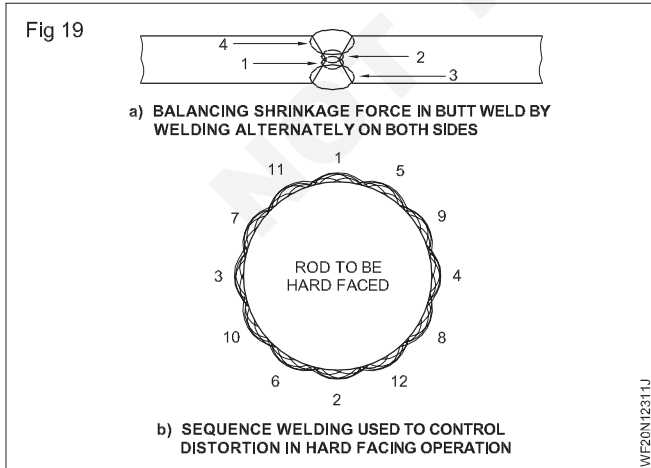 Fig 19
4
2
1
3
a) BALANCING SHRINKAGE FORCE IN BUTT WELD BY
WELDING ALTERNATELY ON BOTH SIDES
1
11
5
7
9
3
ROD TO BE
HARD FACED
4
10
8
6
12
2
b) SEQUENCE WELDING USED TO CONTROL
DISTORTION IN HARD FACING OPERATION
WF20N12311J